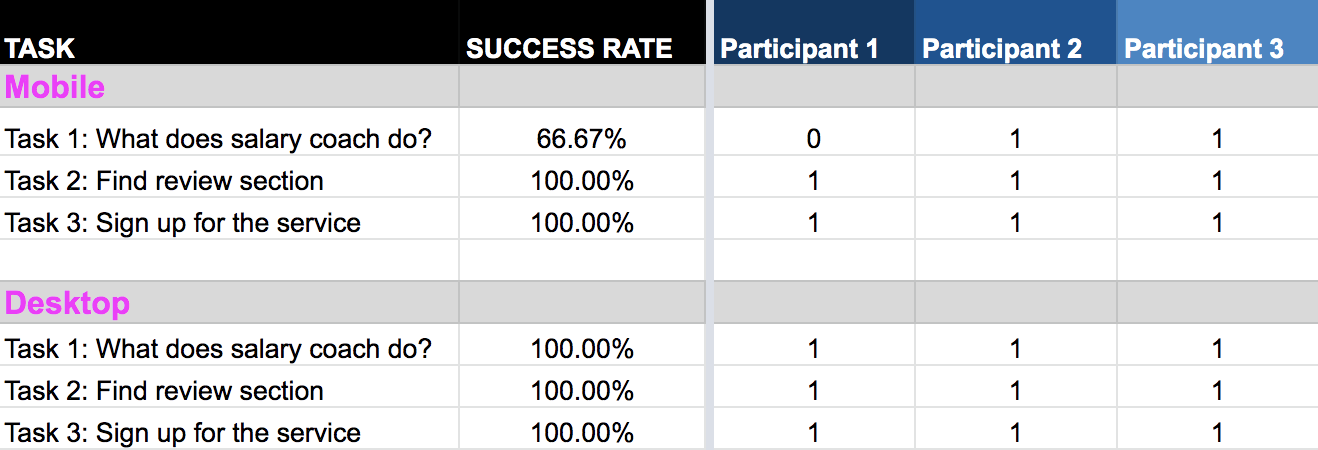 TASK SUCCESS RATE Participant 1 Participant 2 Participant 3
Mobile
Task 1: What does salary coach do? 66.67% 0 1 1
Task 2: Find review section 100.00% 1 1 1
Task 3: Sign up for the service 100.00% 1 1 1
Desktop
Task 1: What does salary coach do? 100.00% 1 1 1
Task 2: Find review section 100.00% 1 1 1
Task 3: Sign up for the service 100.00% 1 1 1